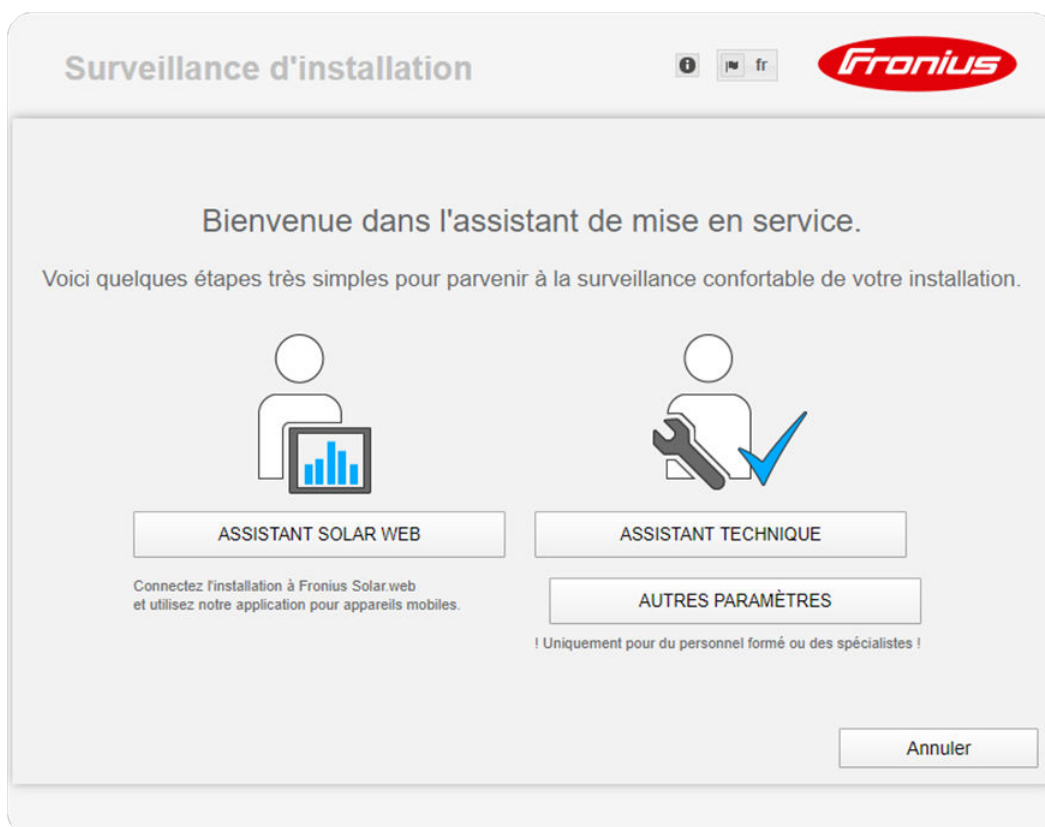 Surveillance d'installation
fr
Fronius
Bienvenue dans l'assistant de mise en service.
Voici quelques étapes très simples pour parvenir à la surveillance confortable de votre installation.
ASSISTANT SOLAR WEB
Connectez l'installation à Fronius Solar.web
et utilisez notre application pour appareils mobiles.
ASSISTANT TECHNIQUE
AUTRES PARAMÈTRES
! Uniquement pour du personnel formé ou des spécialistes !
Annuler